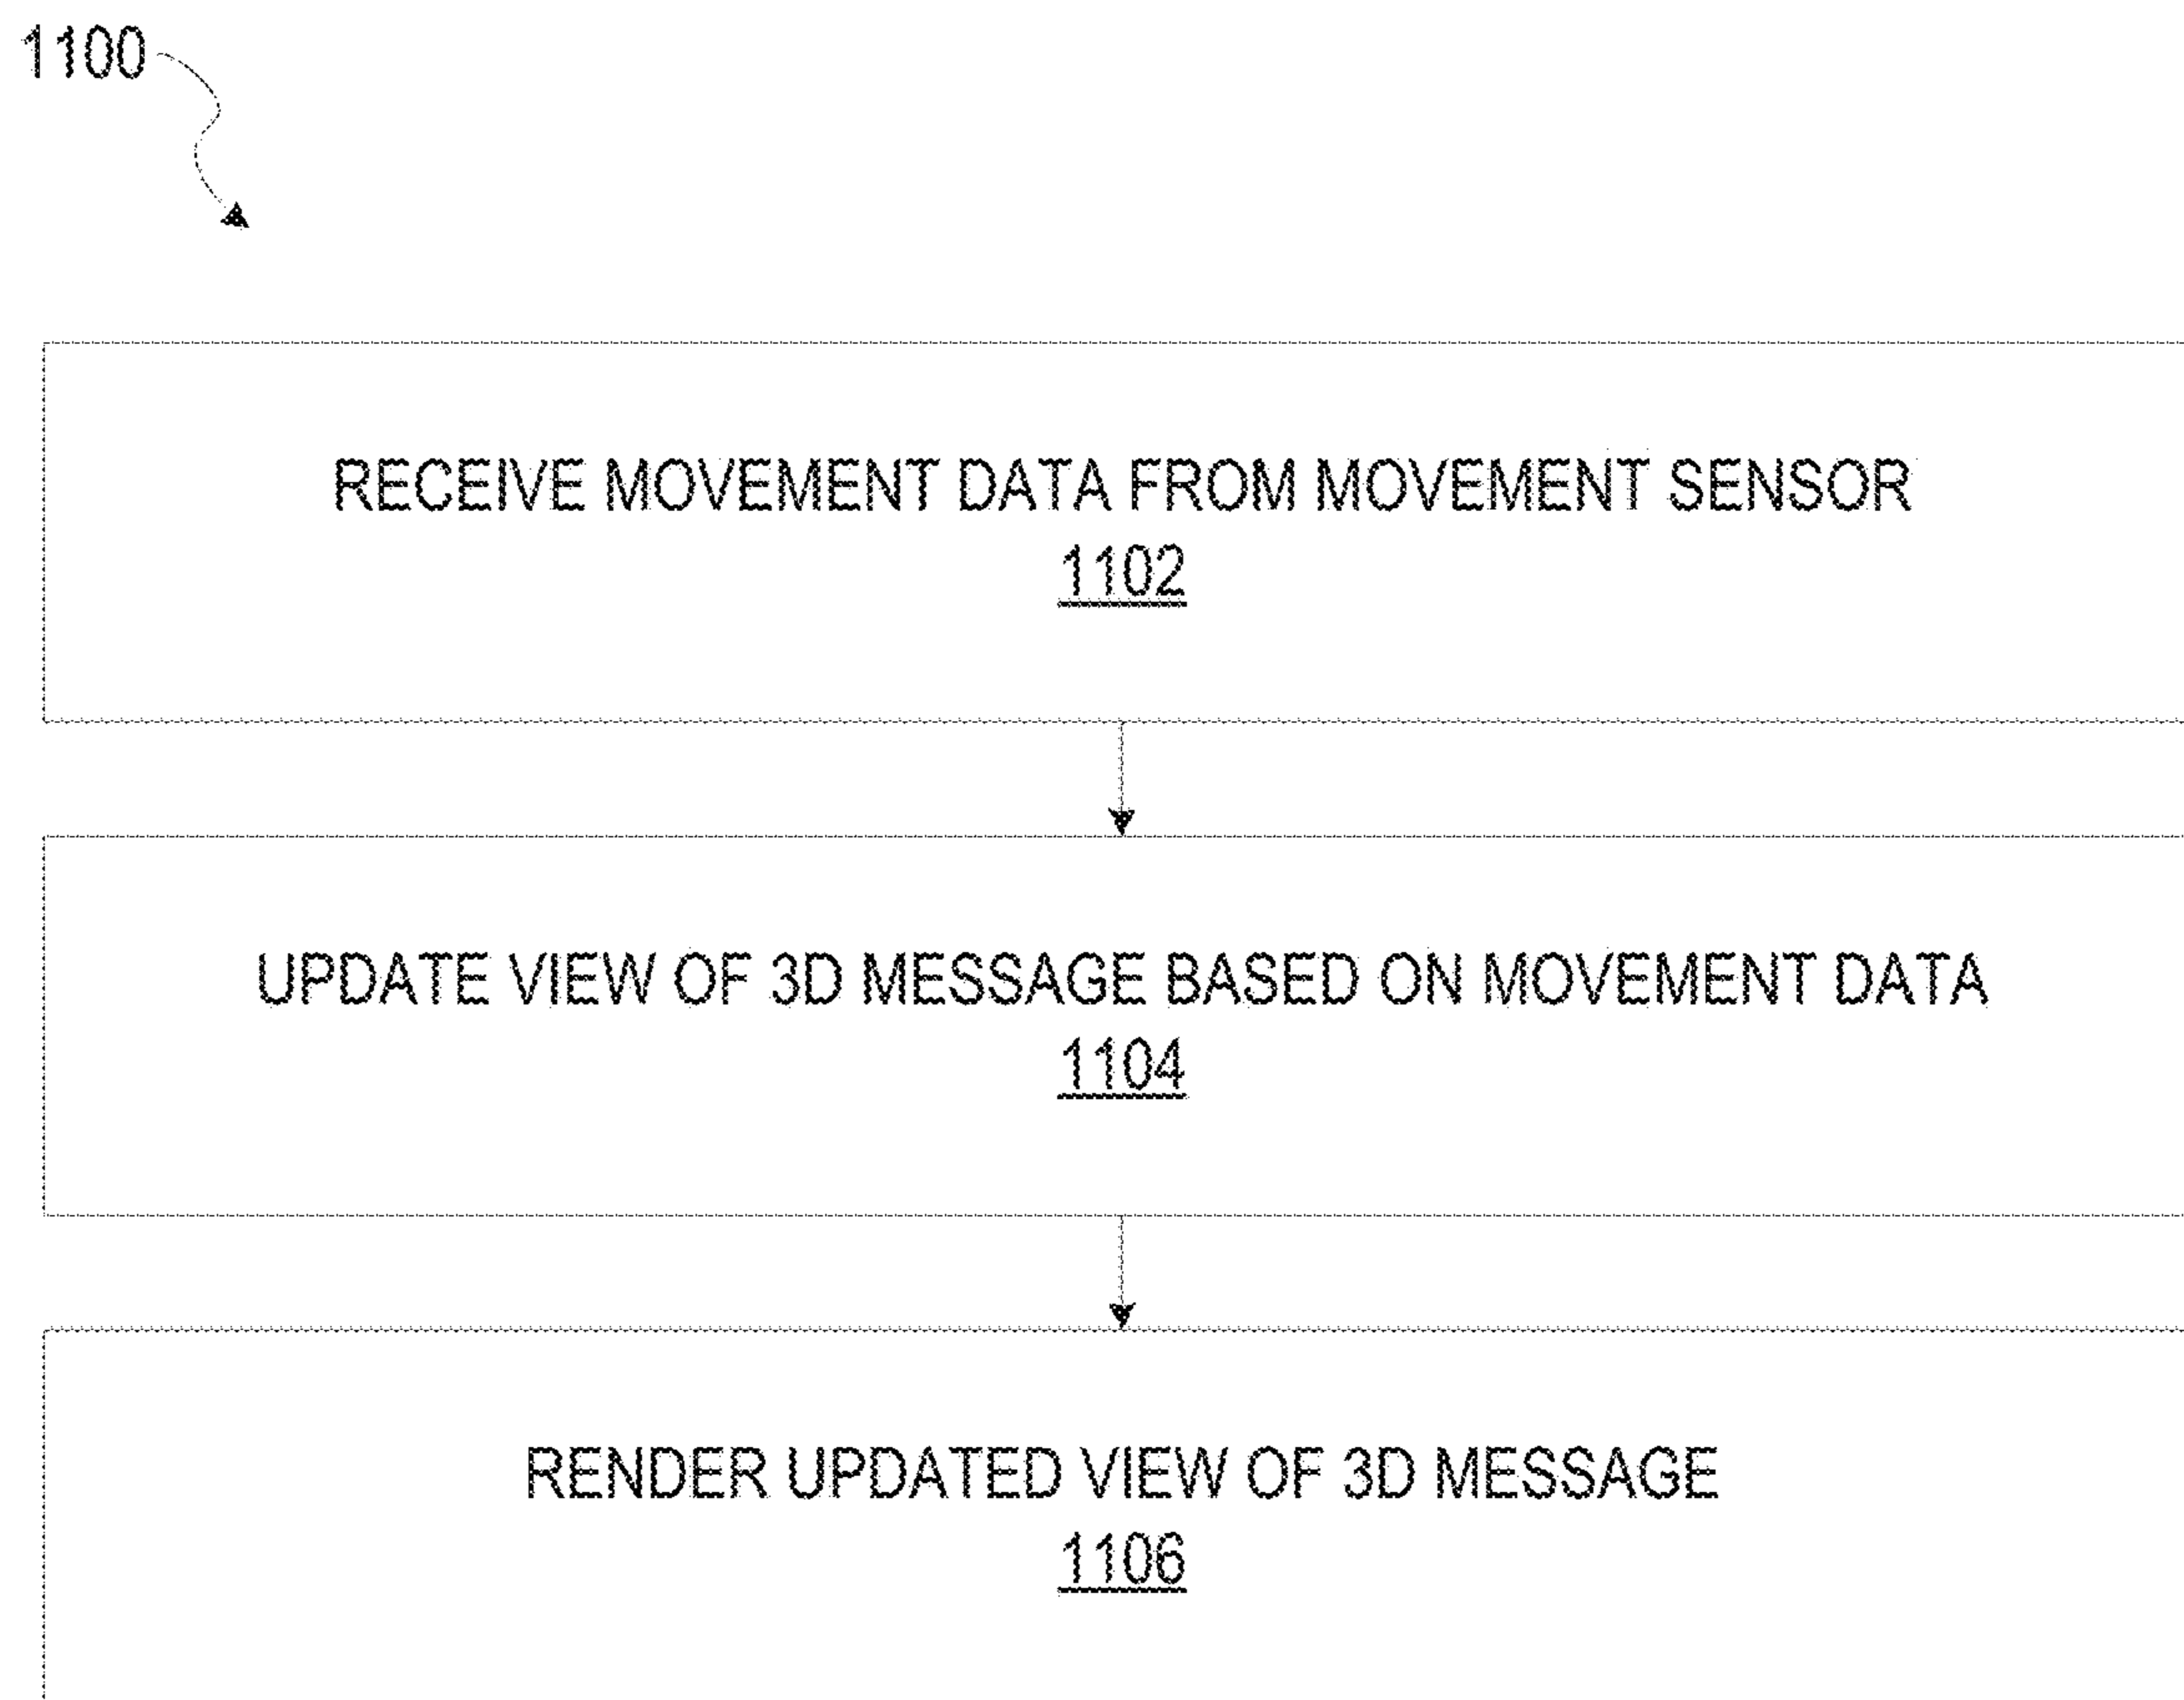 1100
RECEIVE MOVEMENT DATA FROM MOVEMENT SENSOR
1102
UPDATE VIEW OF 3D MESSAGE BASED ON MOVEMENT DATA
1104
RENDER UPDATED VIEW OF 3D MESSAGE
1106